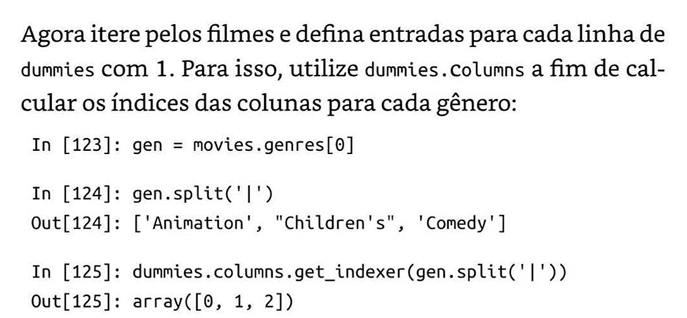 Agora itere pelos filmes e defina entradas para cada linha de
dummies com 1. Para isso, utilize dummies.columns a fim de cal-
cular os índices das colunas para cada gênero:
In [123]: gen = movies.genres[0]
In [124]: gen.split('|')
Out[124]: ['Animation', "Children's", 'Comedy']
In [125]: dummies.columns.get_indexer(gen.split('|'))
Out[125]: array([0, 1, 2])